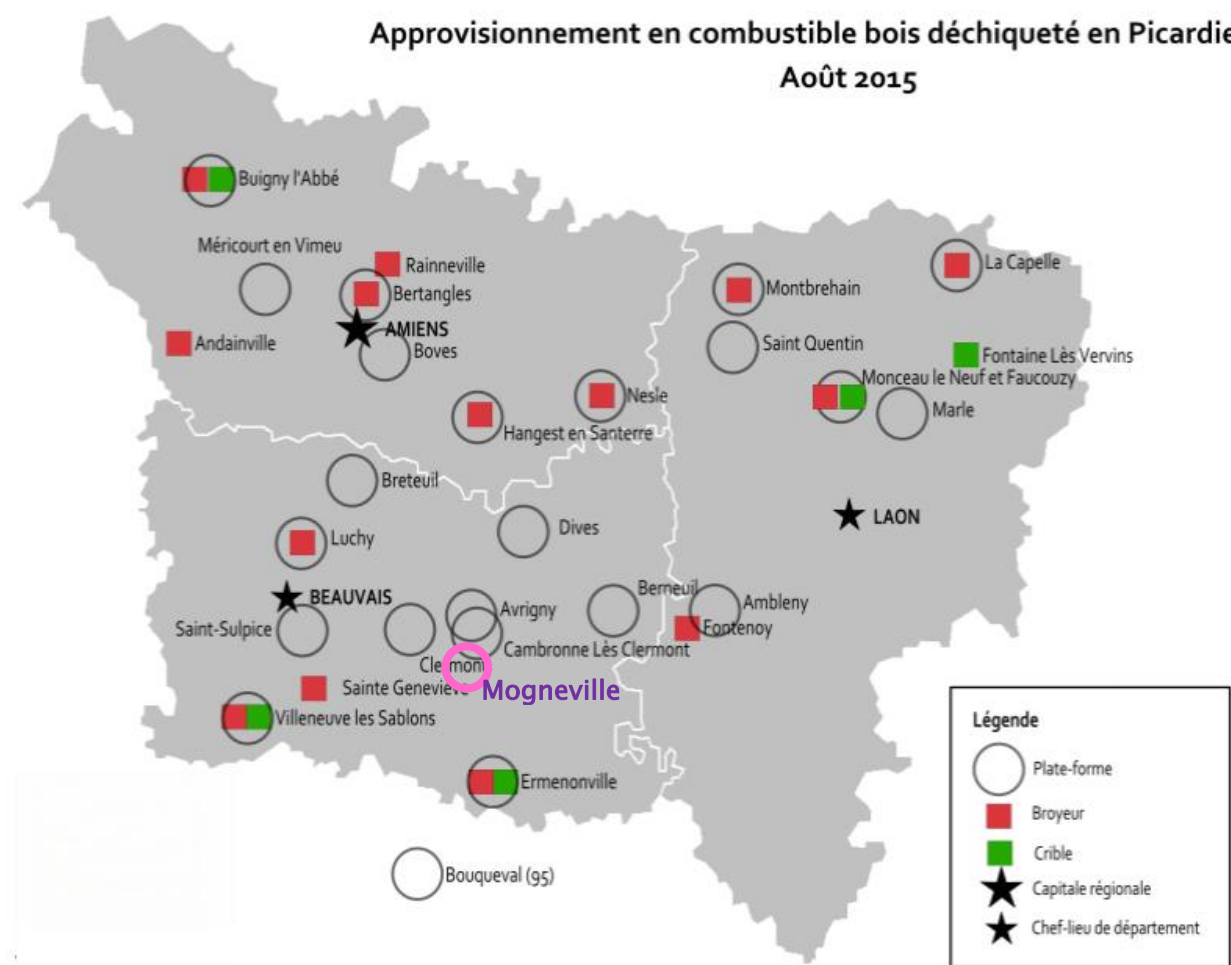 Approvisionnement en combustible bois déchiqueté en Picardie
Août 2015
Buigny l'Abbé
Méricourt en Vimeu
Rainneville
Bertangles
AMIENS
Andainville
Boves
Nesle
Hangest en Santerre
La Capelle
Montbrehain
Saint Quentin
Fontaine Lès Vervins
Monceau le Neuf et Faucouzy
Marle
Breteuil
LAON
Dives
Luchy
Berneuil
BEAUVAIS
Avrigny
Ambleny
Saint-Sulpice
Fontenoy
Cambronne Lès Clermont
Clermont
Sainte Geneviève
Mogneville
Villeneuve les Sablons
Ermenonville
Bouqueval (95)
Légende
Plate-forme
Broyeur
Crible
Capitale régionale
Chef-lieu de département